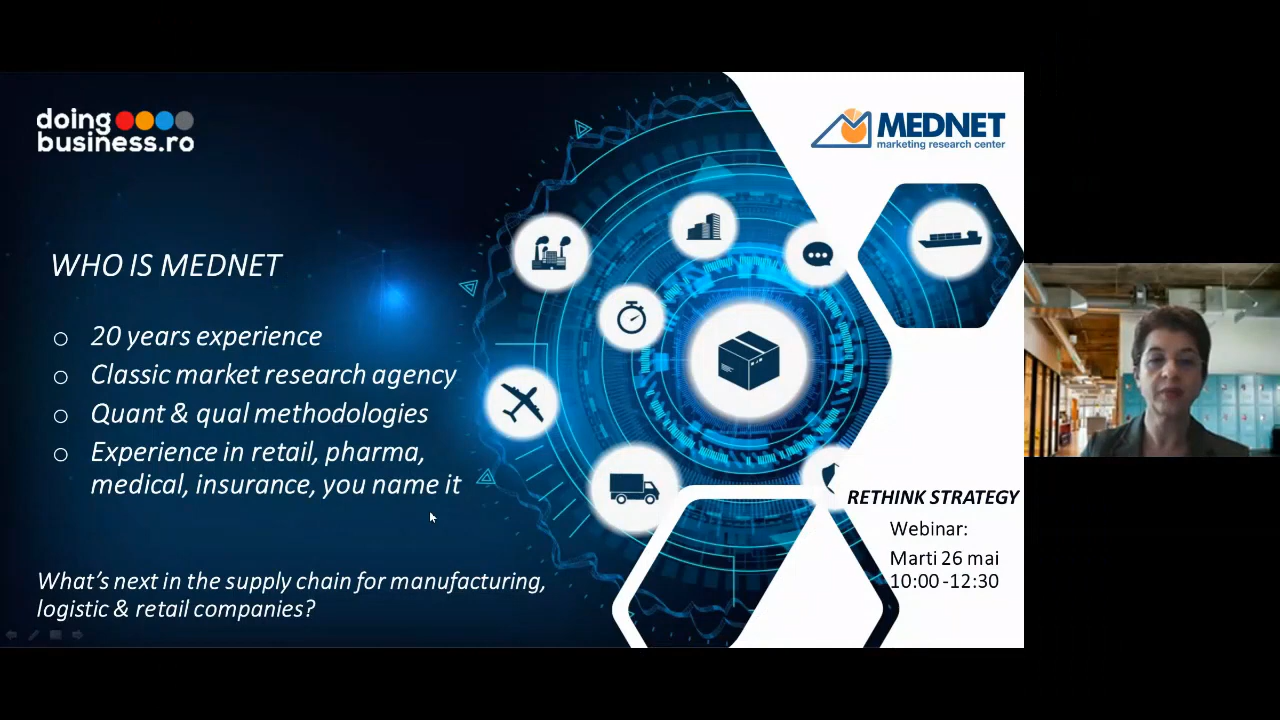 doing
business.ro
MEDNET
marketing research center
WHO IS MEDNET
20 years experience
Classic market research agency
Quant & qual methodologies
Experience in retail, pharma,
medical, insurance, you name it
RETHINK STRATEGY
Webinar:
Marti 26 mai
10:00 -12:30
What's next in the supply chain for manufacturing,
logistic & retail companies?